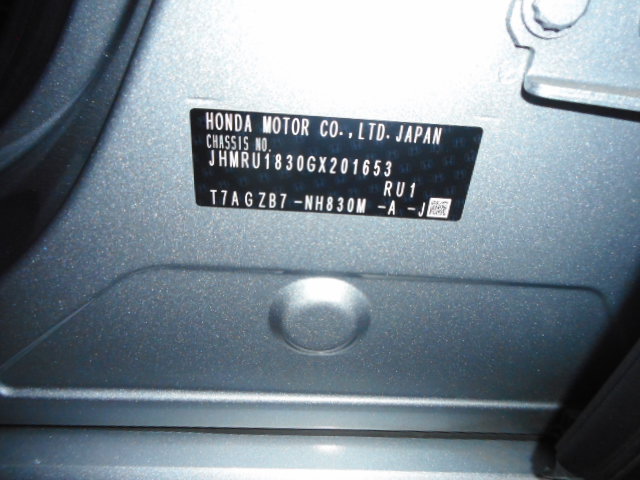 HONDA MOTOR CO.,LTD.JAPAN
CHASSIS NO.
JHMRU1830GX201653
RU1
T7AGZB7-NH830M -A -J